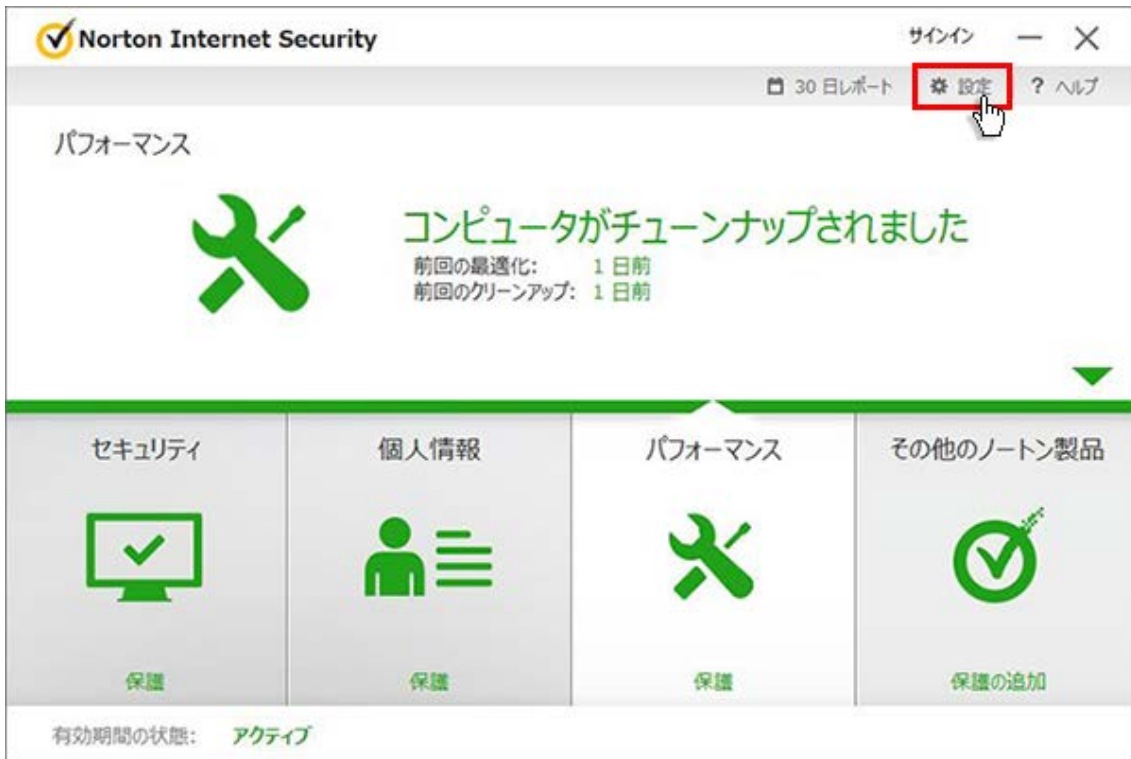 Norton Internet Security サインイン
30 日レポート 設定 ? ヘルプ
パフォーマンス
コンピュータがチューンナップされました
前回の最適化: 1 日前
前回のクリーンアップ: 1 日前
セキュリティ 個人情報 パフォーマンス その他のノートン製品
保護 保護 保護 保護の追加
有効期間の状態: アクティブ